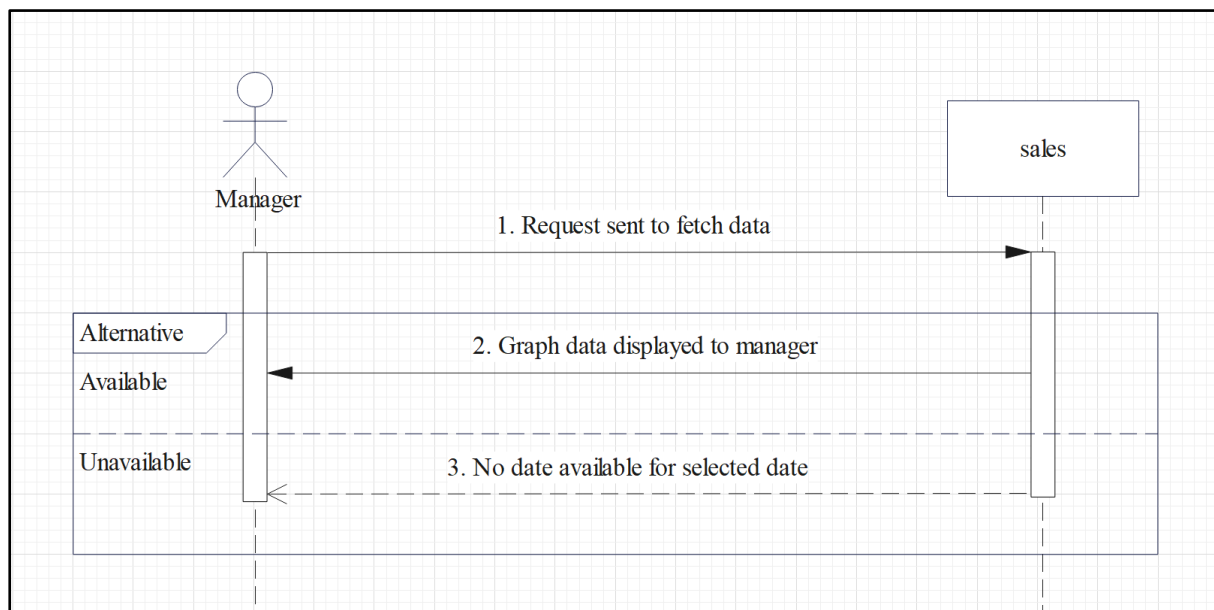 Manager
sales
1. Request sent to fetch data
Alternative
2. Graph data displayed to manager
Available
Unavailable
3. No date available for selected date